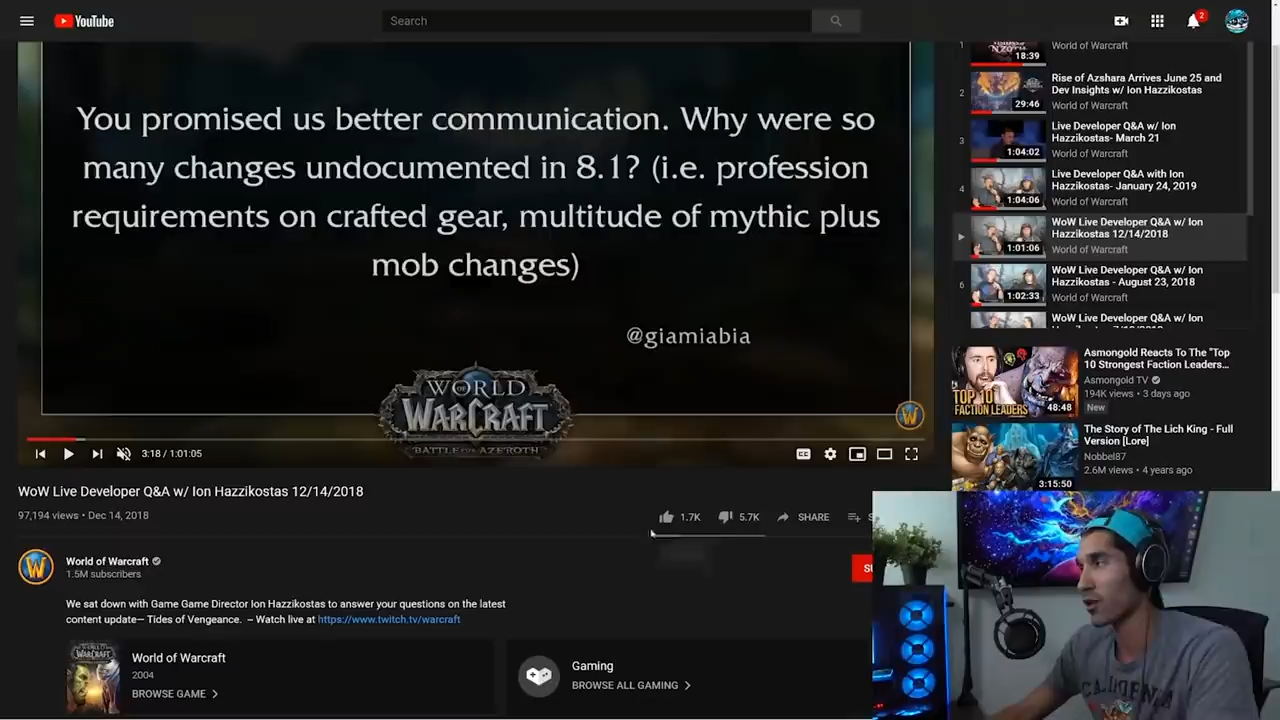 YouTube
Search
2
You promised us better communication. Why were so
many changes undocumented in 8.1? (i.e. profession
requirements on crafted gear, multitude of mythic plus
mob changes)
@giamiabia
WORLD OF WARCRAFT
BATTLE FOR AZEROTH
W
3:18 / 1:01:05
CC
WoW Live Developer Q&A w/ Ion Hazzikostas 12/14/2018
97,194 views • Dec 14, 2018
1.7K
5.7K
SHARE
S
World of Warcraft
1.5M subscribers
SU
We sat down with Game Game Director Ion Hazzikostas to answer your questions on the latest
content update— Tides of Vengeance. – Watch live at https://www.twitch.tv/warcraft
World of Warcraft
2004
BROWSE GAME
Gaming
BROWSE ALL GAMING
1
N'ZOTH
18:39
World of Warcraft
2
29:46
Rise of Azshara Arrives June 25 and
Dev Insights w/ Ion Hazzikostas
World of Warcraft
3
1:04:02
Live Developer Q&A w/ Ion
Hazzikostas- March 21
World of Warcraft
4
1:04:06
Live Developer Q&A with Ion
Hazzikostas- January 24, 2019
World of Warcraft
1:01:06
WoW Live Developer Q&A w/ Ion
Hazzikostas 12/14/2018
World of Warcraft
6
1:02:33
WoW Live Developer Q&A w/ Ion
Hazzikostas - August 23, 2018
World of Warcraft
WoW Live Developer Q&A w/ Ion
TOP 10
FACTION LEADERS
48:48
Asmongold Reacts To The "Top
10 Strongest Faction Leaders...
Asmongold TV
194K views • 3 days ago
New
3:15:50
The Story of The Lich King - Full
Version [Lore]
Nobbel87
2.6M views • 4 years ago
CALIFORNIA